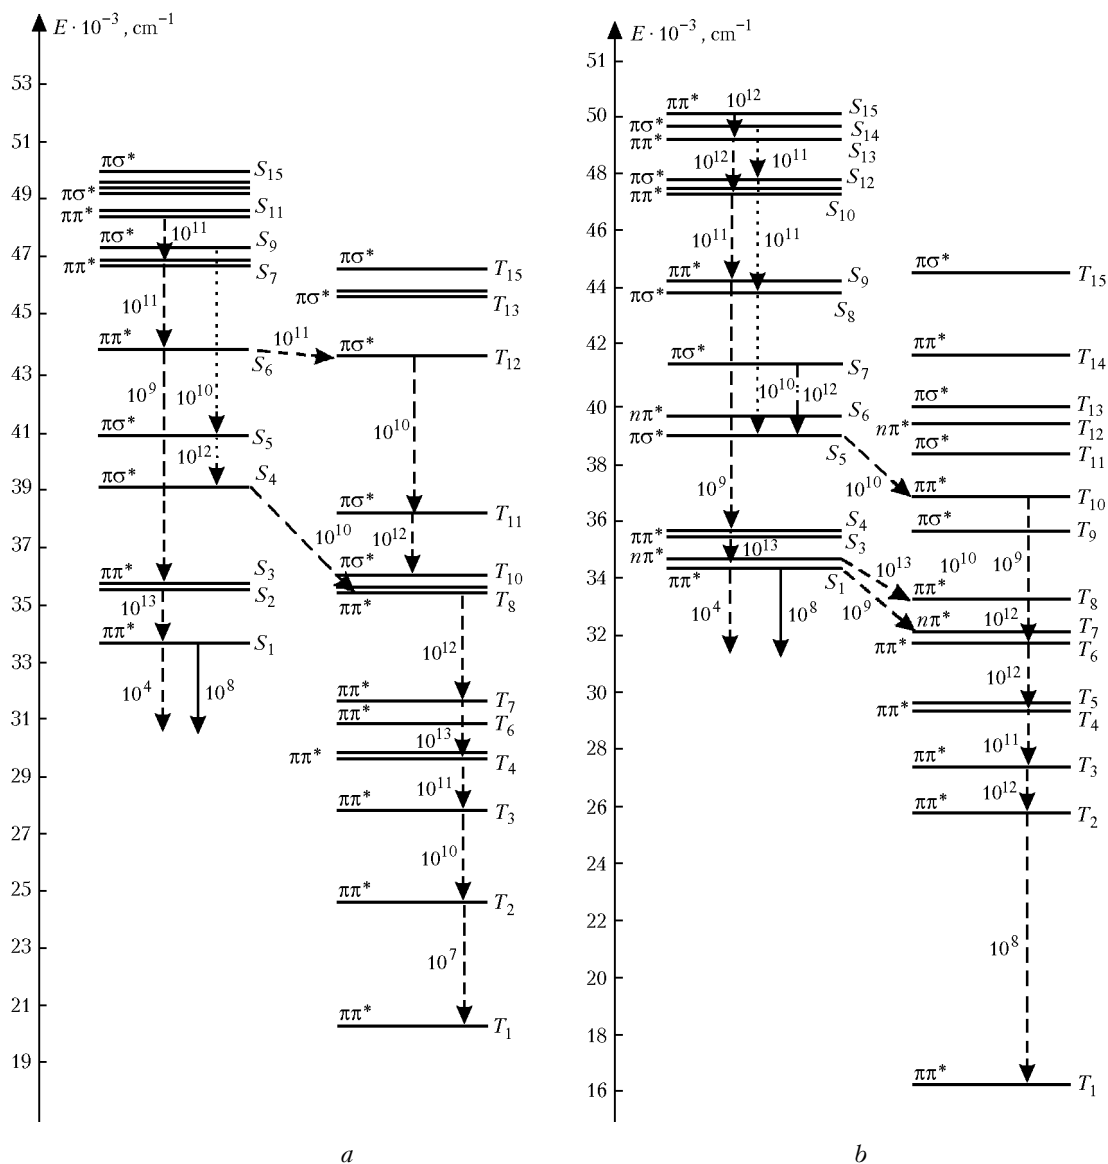 E · 10⁻³ , cm⁻¹
53
51
49
47
45
43
41
39
37
35
33
31
29
27
25
23
21
19
πσ* S₁₅
πσ*
ππ* S₁₁
10¹¹
πσ* S₉
ππ* S₇
10¹¹
ππ* S₆
10¹¹
10⁹ 10¹⁰
πσ* S₅
10¹²
πσ* S₄
10¹⁰
ππ* S₃
S₂
10¹³
ππ* S₁
10⁴ 10⁸
πσ* T₁₅
πσ* T₁₃
πσ* T₁₂
10¹⁰
πσ* T₁₁
10¹²
πσ* T₁₀
ππ* T₈
10¹²
ππ* T₇
ππ* T₆
10¹³
ππ* T₄
10¹¹
ππ* T₃
10¹⁰
ππ* T₂
10⁷
ππ* T₁
a
E · 10⁻³ , cm⁻¹
51
50
48
46
44
42
40
38
36
34
32
30
28
26
24
22
20
18
16
ππ* 10¹² S₁₅
πσ* S₁₄
ππ* S₁₃
10¹² 10¹¹
πσ* S₁₂
ππ* S₁₀
10¹¹ 10¹¹
ππ* S₉
πσ* S₈
πσ* S₇
10¹⁰ 10¹²
nπ* S₆
πσ* S₅
10¹⁰
10⁹
S₄
ππ* S₃
nπ* 10¹³
10¹³
ππ* S₁
10⁹
10⁴ 10⁸
πσ* T₁₅
ππ* T₁₄
πσ* T₁₃
nπ* T₁₂
πσ* T₁₁
ππ* T₁₀
πσ* T₉
10¹⁰ 10⁹
ππ* T₈
10¹²
nπ* T₇
ππ* T₆
10¹²
T₅
ππ* T₄
10¹¹
ππ* T₃
10¹²
ππ* T₂
10⁸
ππ* T₁
b